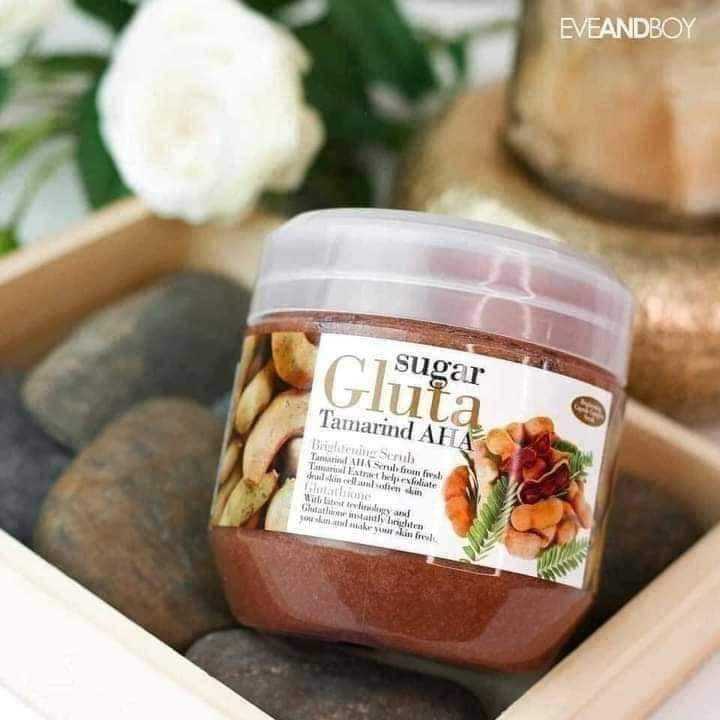 EVEANDBOY
sugar
Gluta
Tamarind AHA
Brightening Scrub
Tamarind AHA Scrub from fresh
Tamarind Extract help exfoliate
dead skin cell and soften skin
Glutathione
With latest technology and
Glutathione instantly brighten
you skin and make your skin fresh.